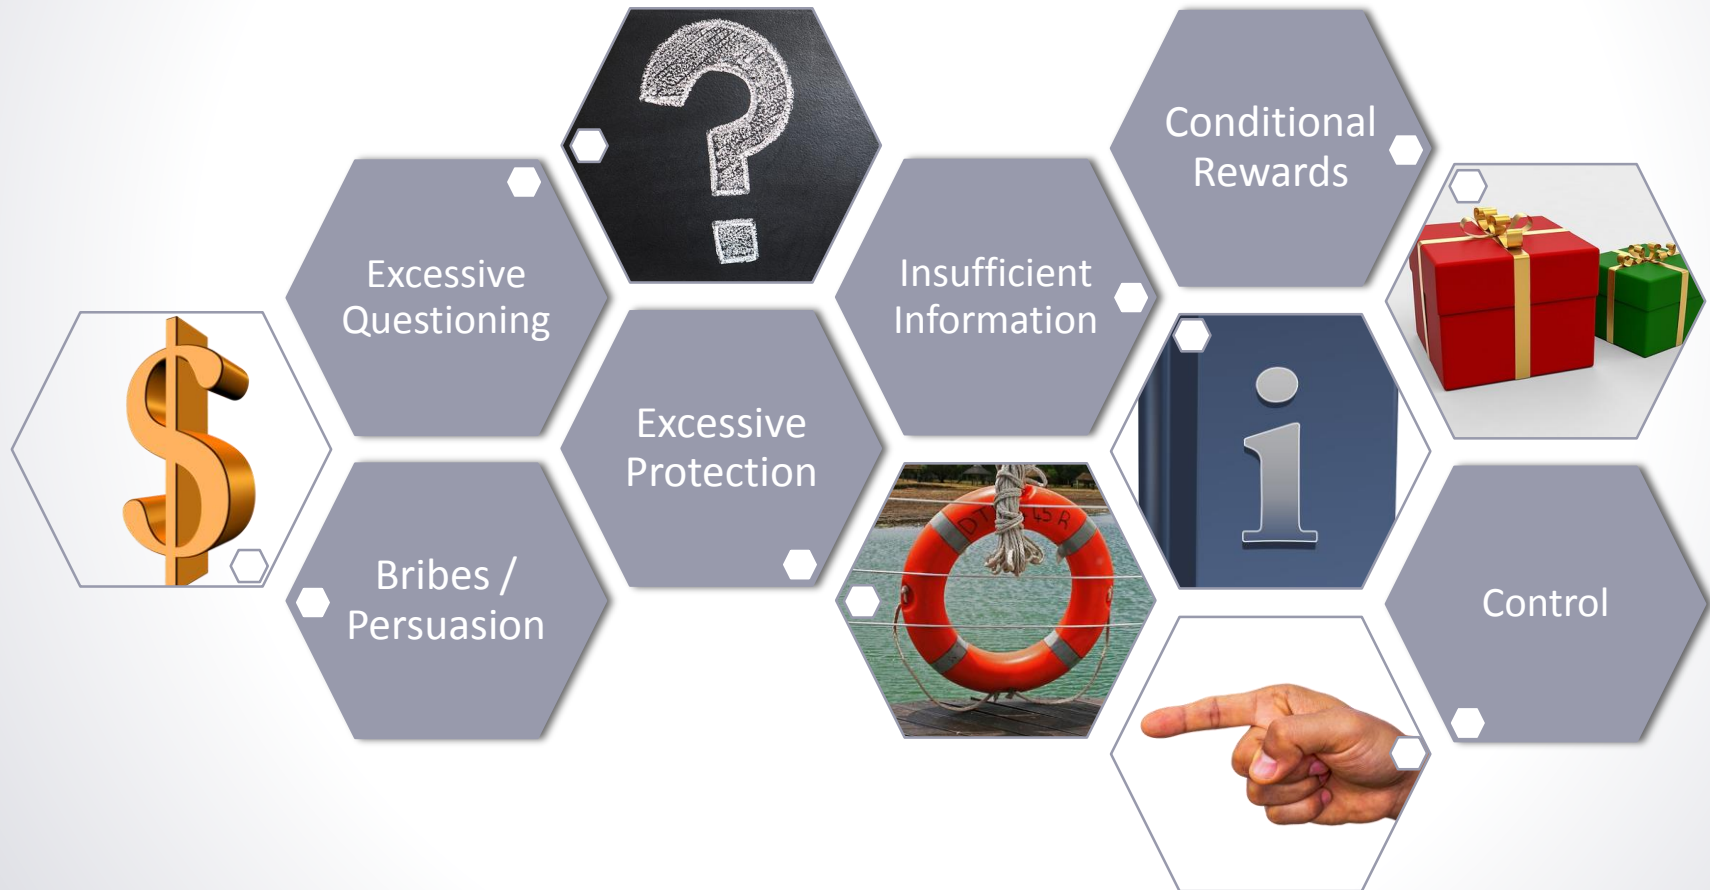 Conditional
Rewards
Excessive
Questioning
Insufficient
Information
Excessive
Protection
Bribes /
Persuasion
Control
$
?
i